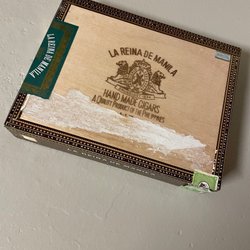 LA REINA DE MANILA
HAND MADE CIGARS
A QUALITY PRODUCT OF THE PHILIPPINES
LA REINA DE MANILA
LA REINA DE MANILA